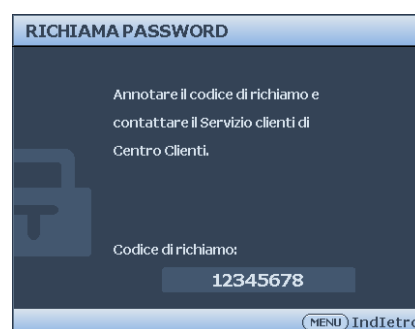 RICHIAMA PASSWORD
Annotare il codice di richiamo e
contattare il Servizio clienti di
Centro Clienti.
Codice di richiamo:
12345678
MENU IndIetro